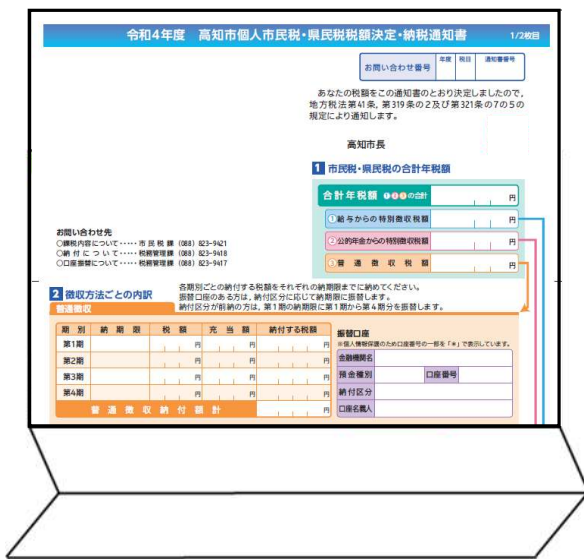 令和4年度　高知市個人市民税・県民税税額決定・納税通知書　1/2枚目
お問い合わせ番号　年度　税目　通知書番号
あなたの税額をこの通知書のとおり決定しましたので,
地方税法第41条, 第319条の2及び第321条の7の5の
規定により通知します。
高知市長
1 市民税・県民税の合計年税額
合計年税額 ①②③の合計　円
①給与からの特別徴収税額　円
②公的年金からの特別徴収税額　円
③普通徴収税額　円
お問い合わせ先
○課税内容について・・・・・市民税課 (088) 823-9421
○納付について・・・・・税務管理課 (088) 823-9418
○口座振替について・・・・税務管理課 (088) 823-9417
2 徴収方法ごとの内訳
各期別ごとの納付する税額をそれぞれの納期限までに納めてください。
振替口座のある方は, 納付区分に応じて納期限に振替します。
納付区分が前納の方は, 第1期の納期限に第1期から第4期分を振替します。
普通徴収
期別　納期限　税額　充当額　納付する税額
第1期　円　円　円
第2期　円　円　円
第3期　円　円　円
第4期　円　円　円
普通徴収納付額計　円
振替口座
※個人情報保護のため口座番号の一部を「＊」で表示しています。
金融機関名
預金種別　口座番号
納付区分
口座名義人